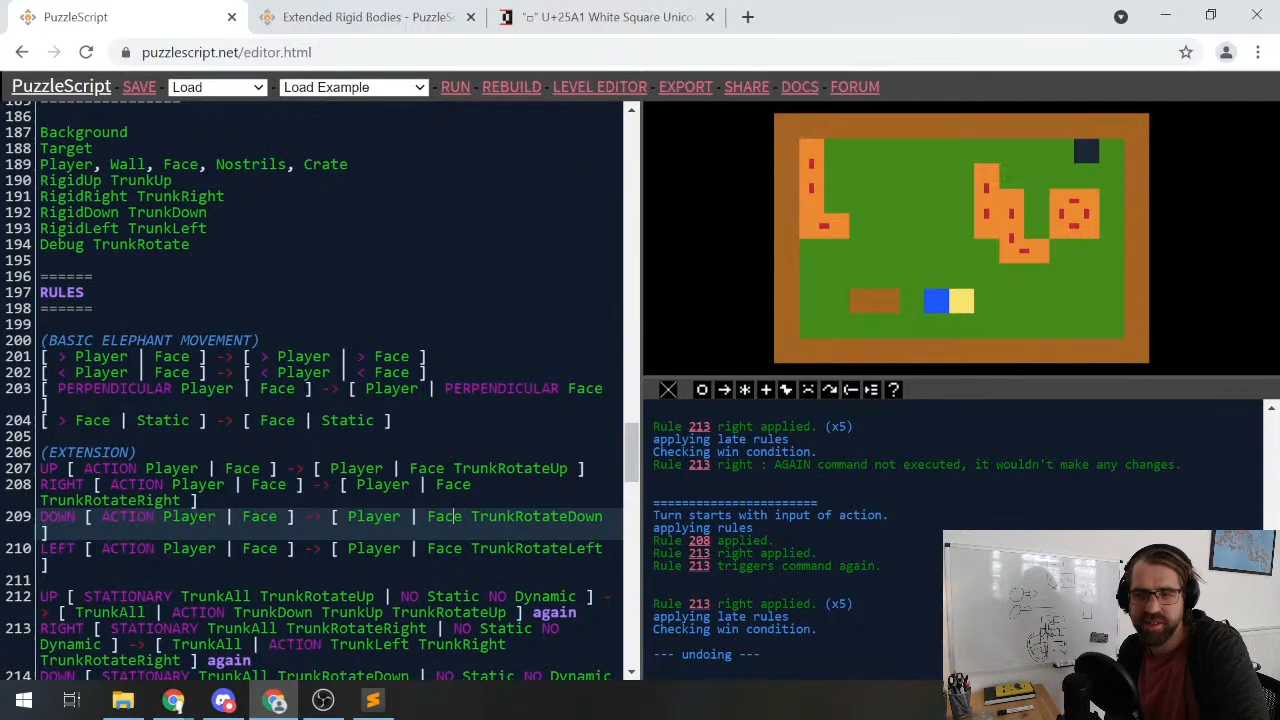 PuzzleScript
Extended Rigid Bodies - PuzzleSc
"□" U+25A1 White Square Unico
puzzlescript.net/editor.html
PuzzleScript SAVE Load Load Example - RUN - REBUILD - LEVEL EDITOR - EXPORT - SHARE - DOCS - FORUM
186
187 Background
188 Target
189 Player, Wall, Face, Nostrils, Crate
190 RigidUp TrunkUp
191 RigidRight TrunkRight
192 RigidDown TrunkDown
193 RigidLeft TrunkLeft
194 Debug TrunkRotate
195
196 ======
197 RULES
198 ======
199
200 (BASIC ELEPHANT MOVEMENT)
201 [ > Player | Face ] -> [ > Player | > Face ]
202 [ < Player | Face ] -> [ < Player | < Face ]
203 [ PERPENDICULAR Player | Face ] -> [ Player | PERPENDICULAR Face
]
204 [ > Face | Static ] -> [ Face | Static ]
205
206 (EXTENSION)
207 UP [ ACTION Player | Face ] -> [ Player | Face TrunkRotateUp ]
208 RIGHT [ ACTION Player | Face ] -> [ Player | Face
TrunkRotateRight ]
209 DOWN [ ACTION Player | Face ] -> [ Player | Face TrunkRotateDown
]
210 LEFT [ ACTION Player | Face ] -> [ Player | Face TrunkRotateLeft
]
211
212 UP [ STATIONARY TrunkAll TrunkRotateUp | NO Static NO Dynamic ] -
> [ TrunkAll | ACTION TrunkDown TrunkUp TrunkRotateUp ] again
213 RIGHT [ STATIONARY TrunkAll TrunkRotateRight | NO Static NO
Dynamic ] -> [ TrunkAll | ACTION TrunkLeft TrunkRight
TrunkRotateRight ] again
214 DOWN [ STATIONARY TrunkAll TrunkRotateDown | NO Static NO
Rule 213 right applied. (x5)
applying late rules
Checking win condition.
Rule 213 right : AGAIN command not executed, it wouldn't make any changes.
=======================
Turn starts with input of action.
applying rules
Rule 208 applied.
Rule 213 right applied.
Rule 213 triggers command again.
Rule 213 right applied. (x5)
applying late rules
Checking win condition.
--- undoing ---